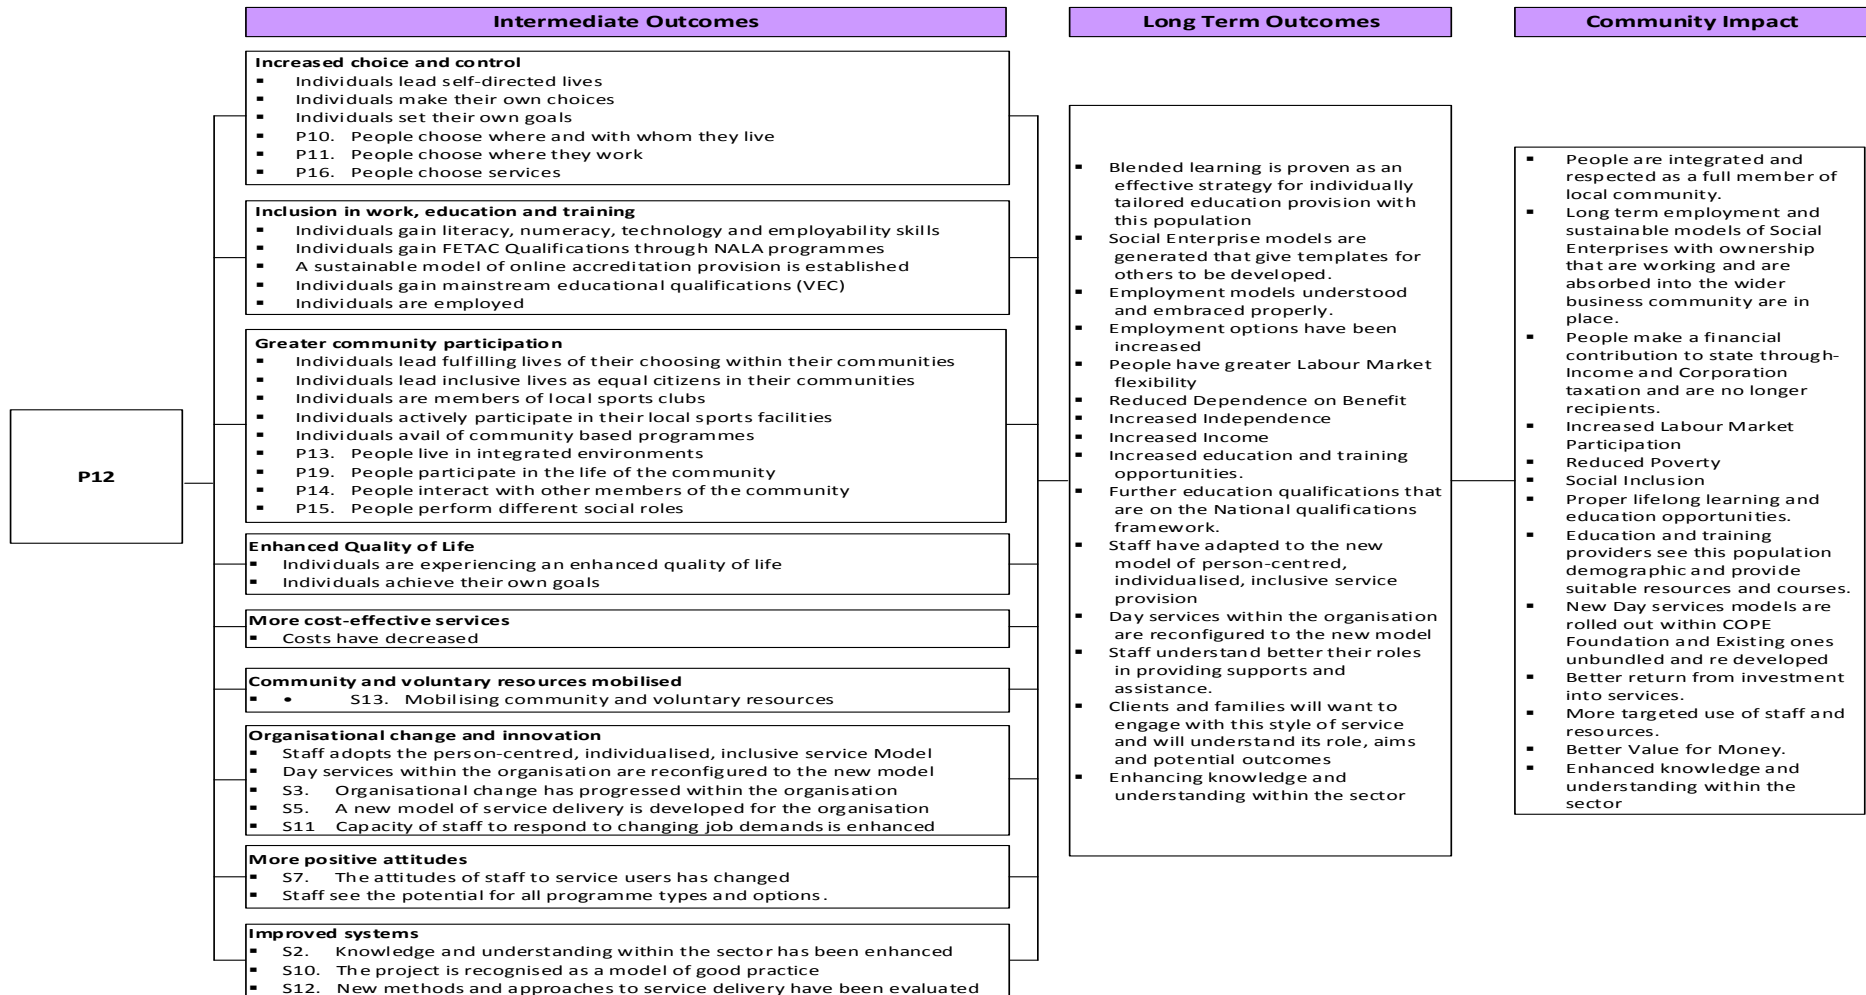 Intermediate Outcomes
Long Term Outcomes
Community Impact
P12
Increased choice and control
▪ Individuals lead self-directed lives
▪ Individuals make their own choices
▪ Individuals set their own goals
▪ P10. People choose where and with whom they live
▪ P11. People choose where they work
▪ P16. People choose services
Inclusion in work, education and training
▪ Individuals gain literacy, numeracy, technology and employability skills
▪ Individuals gain FETAC Qualifications through NALA programmes
▪ A sustainable model of online accreditation provision is established
▪ Individuals gain mainstream educational qualifications (VEC)
▪ Individuals are employed
Greater community participation
▪ Individuals lead fulfilling lives of their choosing within their communities
▪ Individuals lead inclusive lives as equal citizens in their communities
▪ Individuals are members of local sports clubs
▪ Individuals actively participate in their local sports facilities
▪ Individuals avail of community based programmes
▪ P13. People live in integrated environments
▪ P19. People participate in the life of the community
▪ P14. People interact with other members of the community
▪ P15. People perform different social roles
Enhanced Quality of Life
▪ Individuals are experiencing an enhanced quality of life
▪ Individuals achieve their own goals
More cost-effective services
▪ Costs have decreased
Community and voluntary resources mobilised
▪ • S13. Mobilising community and voluntary resources
Organisational change and innovation
▪ Staff adopts the person-centred, individualised, inclusive service Model
▪ Day services within the organisation are reconfigured to the new model
▪ S3. Organisational change has progressed within the organisation
▪ S5. A new model of service delivery is developed for the organisation
▪ S11 Capacity of staff to respond to changing job demands is enhanced
More positive attitudes
▪ S7. The attitudes of staff to service users has changed
▪ Staff see the potential for all programme types and options.
Improved systems
▪ S2. Knowledge and understanding within the sector has been enhanced
▪ S10. The project is recognised as a model of good practice
▪ S12. New methods and approaches to service delivery have been evaluated
▪ Blended learning is proven as an
effective strategy for individually
tailored education provision with
this population
▪ Social Enterprise models are
generated that give templates for
others to be developed.
▪ Employment models understood
and embraced properly.
▪ Employment options have been
increased
▪ People have greater Labour Market
flexibility
▪ Reduced Dependence on Benefit
▪ Increased Independence
▪ Increased Income
▪ Increased education and training
opportunities.
▪ Further education qualifications that
are on the National qualifications
framework.
▪ Staff have adapted to the new
model of person-centred,
individualised, inclusive service
provision
▪ Day services within the organisation
are reconfigured to the new model
▪ Staff understand better their roles
in providing supports and
assistance.
▪ Clients and families will want to
engage with this style of service
and will understand its role, aims
and potential outcomes
▪ Enhancing knowledge and
understanding within the sector
▪ People are integrated and
respected as a full member of
local community.
▪ Long term employment and
sustainable models of Social
Enterprises with ownership
that are working and are
absorbed into the wider
business community are in
place.
▪ People make a financial
contribution to state through-
Income and Corporation
taxation and are no longer
recipients.
▪ Increased Labour Market
Participation
▪ Reduced Poverty
▪ Social Inclusion
▪ Proper lifelong learning and
education opportunities.
▪ Education and training
providers see this population
demographic and provide
suitable resources and courses.
▪ New Day services models are
rolled out within COPE
Foundation and Existing ones
unbundled and re developed
▪ Better return from investment
into services.
▪ More targeted use of staff and
resources.
▪ Better Value for Money.
▪ Enhanced knowledge and
understanding within the
sector